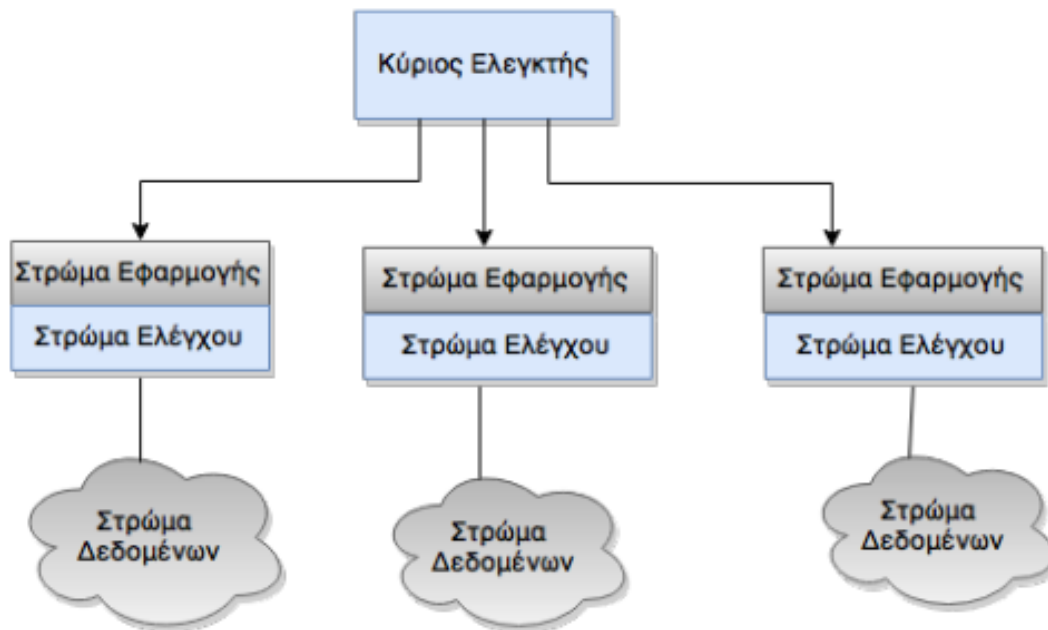 Κύριος Ελεγκτής
Στρώμα Εφαρμογής
Στρώμα Ελέγχου
Στρώμα
Δεδομένων
Στρώμα Εφαρμογής
Στρώμα Ελέγχου
Στρώμα
Δεδομένων
Στρώμα Εφαρμογής
Στρώμα Ελέγχου
Στρώμα
Δεδομένων